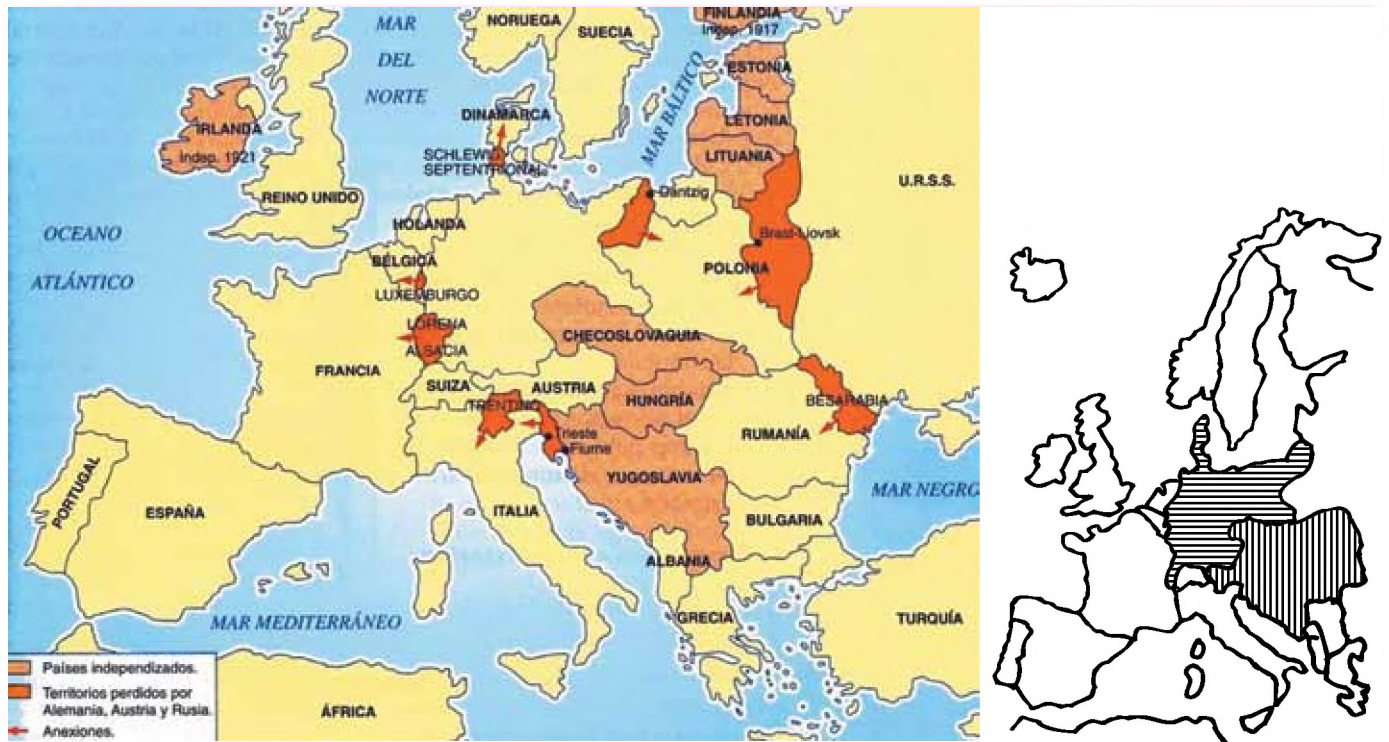 MAR
DEL
NORTE
NORUEGA
SUECIA
FINLANDIA
Indep. 1917
ESTONIA
MAR BÁLTICO
LETONIA
LITUANIA
DINAMARCA
IRLANDA
Indep. 1921
SCHLEWIG
SEPTENTRIONAL
U.R.S.S.
Dantzig
REINO UNIDO
HOLANDA
OCEANO
ATLÁNTICO
Brast-Liovsk
BÉLGICA
POLONIA
LUXEMBURGO
LORENA
ALSACIA
CHECOSLOVAQUIA
FRANCIA
SUIZA
AUSTRIA
HUNGRÍA
BESARABIA
TRENTINO
Trieste
Fiume
RUMANÍA
YUGOSLAVIA
MAR NEGRO
PORTUGAL
ESPAÑA
ITALIA
BULGARIA
ALBANIA
GRECIA
TURQUÍA
MAR MEDITERRÁNEO
Países independizados.
Territorios perdidos por
Alemania, Austria y Rusia.
Anexiones.
ÁFRICA